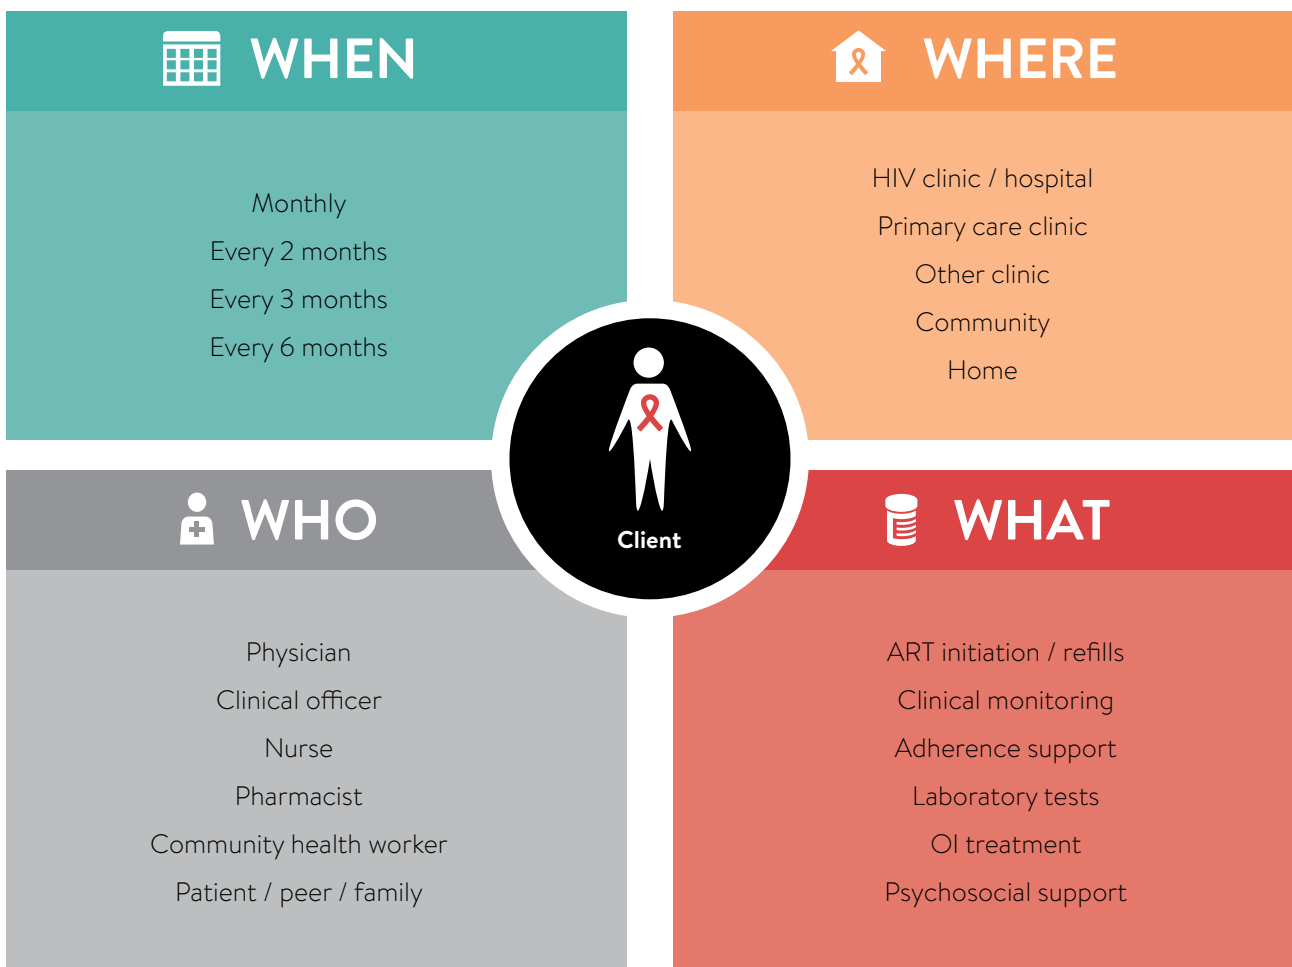 WHEN
Monthly
Every 2 months
Every 3 months
Every 6 months
WHERE
HIV clinic / hospital
Primary care clinic
Other clinic
Community
Home
Client
WHO
Physician
Clinical officer
Nurse
Pharmacist
Community health worker
Patient / peer / family
WHAT
ART initiation / refills
Clinical monitoring
Adherence support
Laboratory tests
OI treatment
Psychosocial support